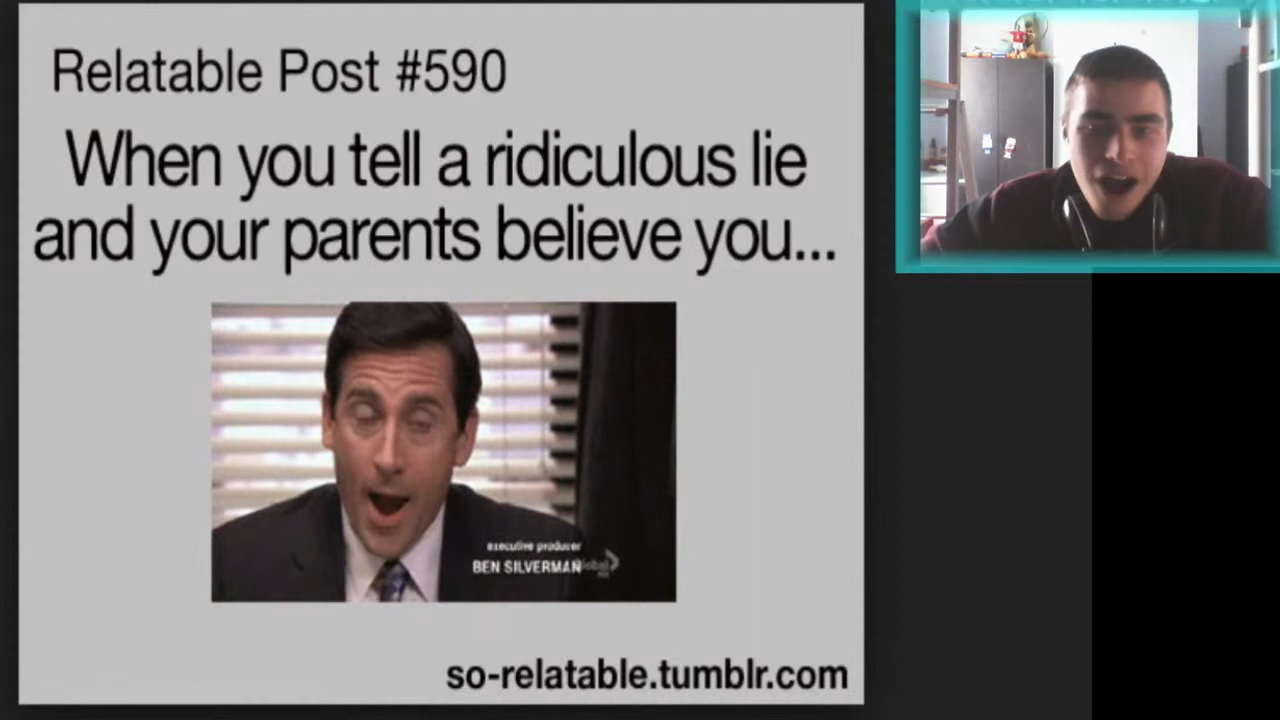 Relatable Post #590
When you tell a ridiculous lie
and your parents believe you...
executive producer
BEN SILVERMAN
Global
so-relatable.tumblr.com